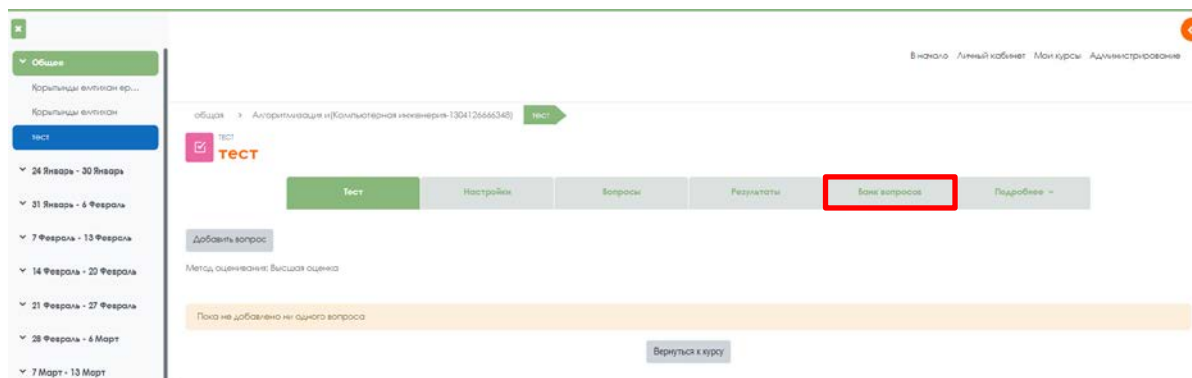 Общее
В начало Личный кабинет Мои курсы Администрирование
Қорытынды емтихан ер...
Қорытынды емтихан
общая > Алгоритмизация и(Компьютерная инженерия-1304126666348) тест
тест
ТЕСТ
тест
24 Январь - 30 Январь
Тест Настройки Вопросы Результаты Банк вопросов Подробнее
31 Январь - 6 Февраль
7 Февраль - 13 Февраль
Добавить вопрос
14 Февраль - 20 Февраль
Метод оценивания: Высшая оценка
21 Февраль - 27 Февраль
Пока не добавлено ни одного вопроса
28 Февраль - 6 Март
Вернуться к курсу
7 Март - 13 Март